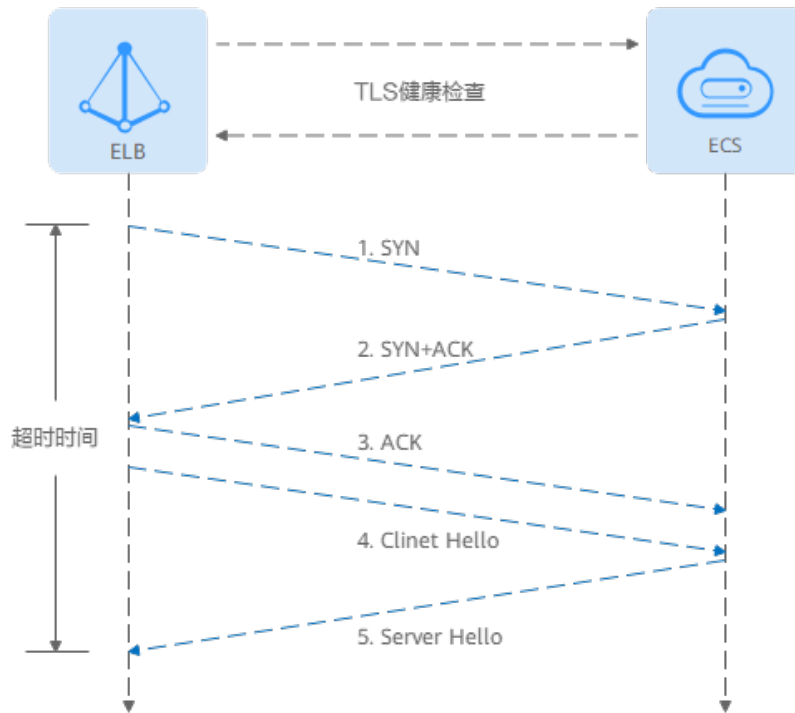 TLS健康检查
ELB
ECS
1. SYN
2. SYN+ACK
超时时间
3. ACK
4. Clinet Hello
5. Server Hello